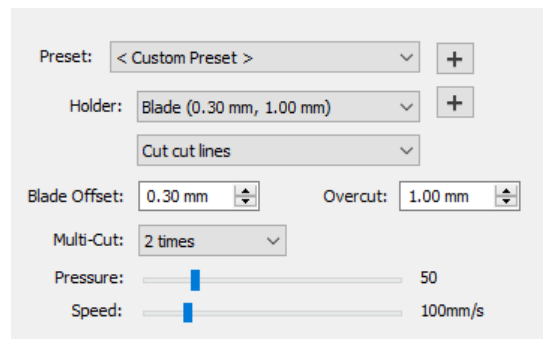 Preset: < Custom Preset >
Holder: Blade (0.30 mm, 1.00 mm)
Cut cut lines
Blade Offset: 0.30 mm Overcut: 1.00 mm
Multi-Cut: 2 times
Pressure: 50
Speed: 100mm/s